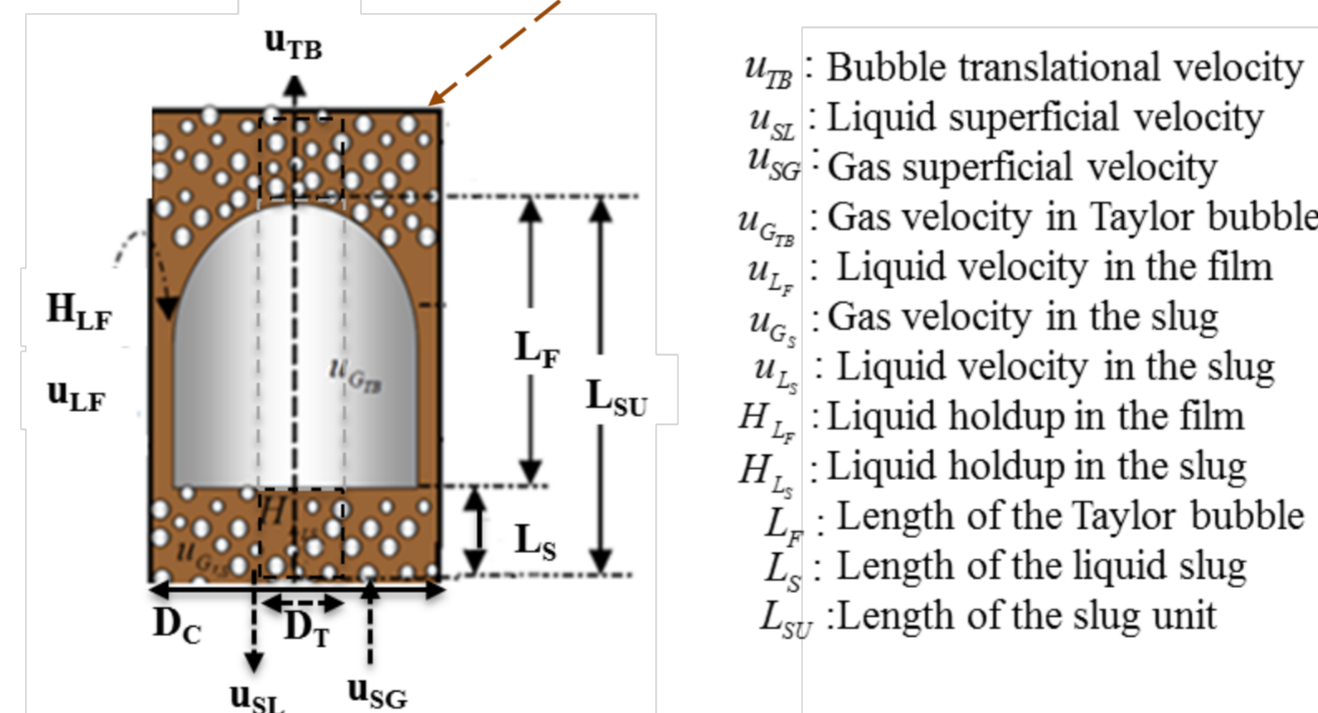 u_TB
H_LF
u_LF
u_G_TB
L_F
L_SU
H
u_G
L_S
D_C
D_T
u_SL
u_SG
u_TB : Bubble translational velocity
u_SL : Liquid superficial velocity
u_SG : Gas superficial velocity
u_G_TB : Gas velocity in Taylor bubble
u_L_F : Liquid velocity in the film
u_G_S : Gas velocity in the slug
u_L_S : Liquid velocity in the slug
H_L_F : Liquid holdup in the film
H_L_S : Liquid holdup in the slug
L_F : Length of the Taylor bubble
L_S : Length of the liquid slug
L_SU :Length of the slug unit